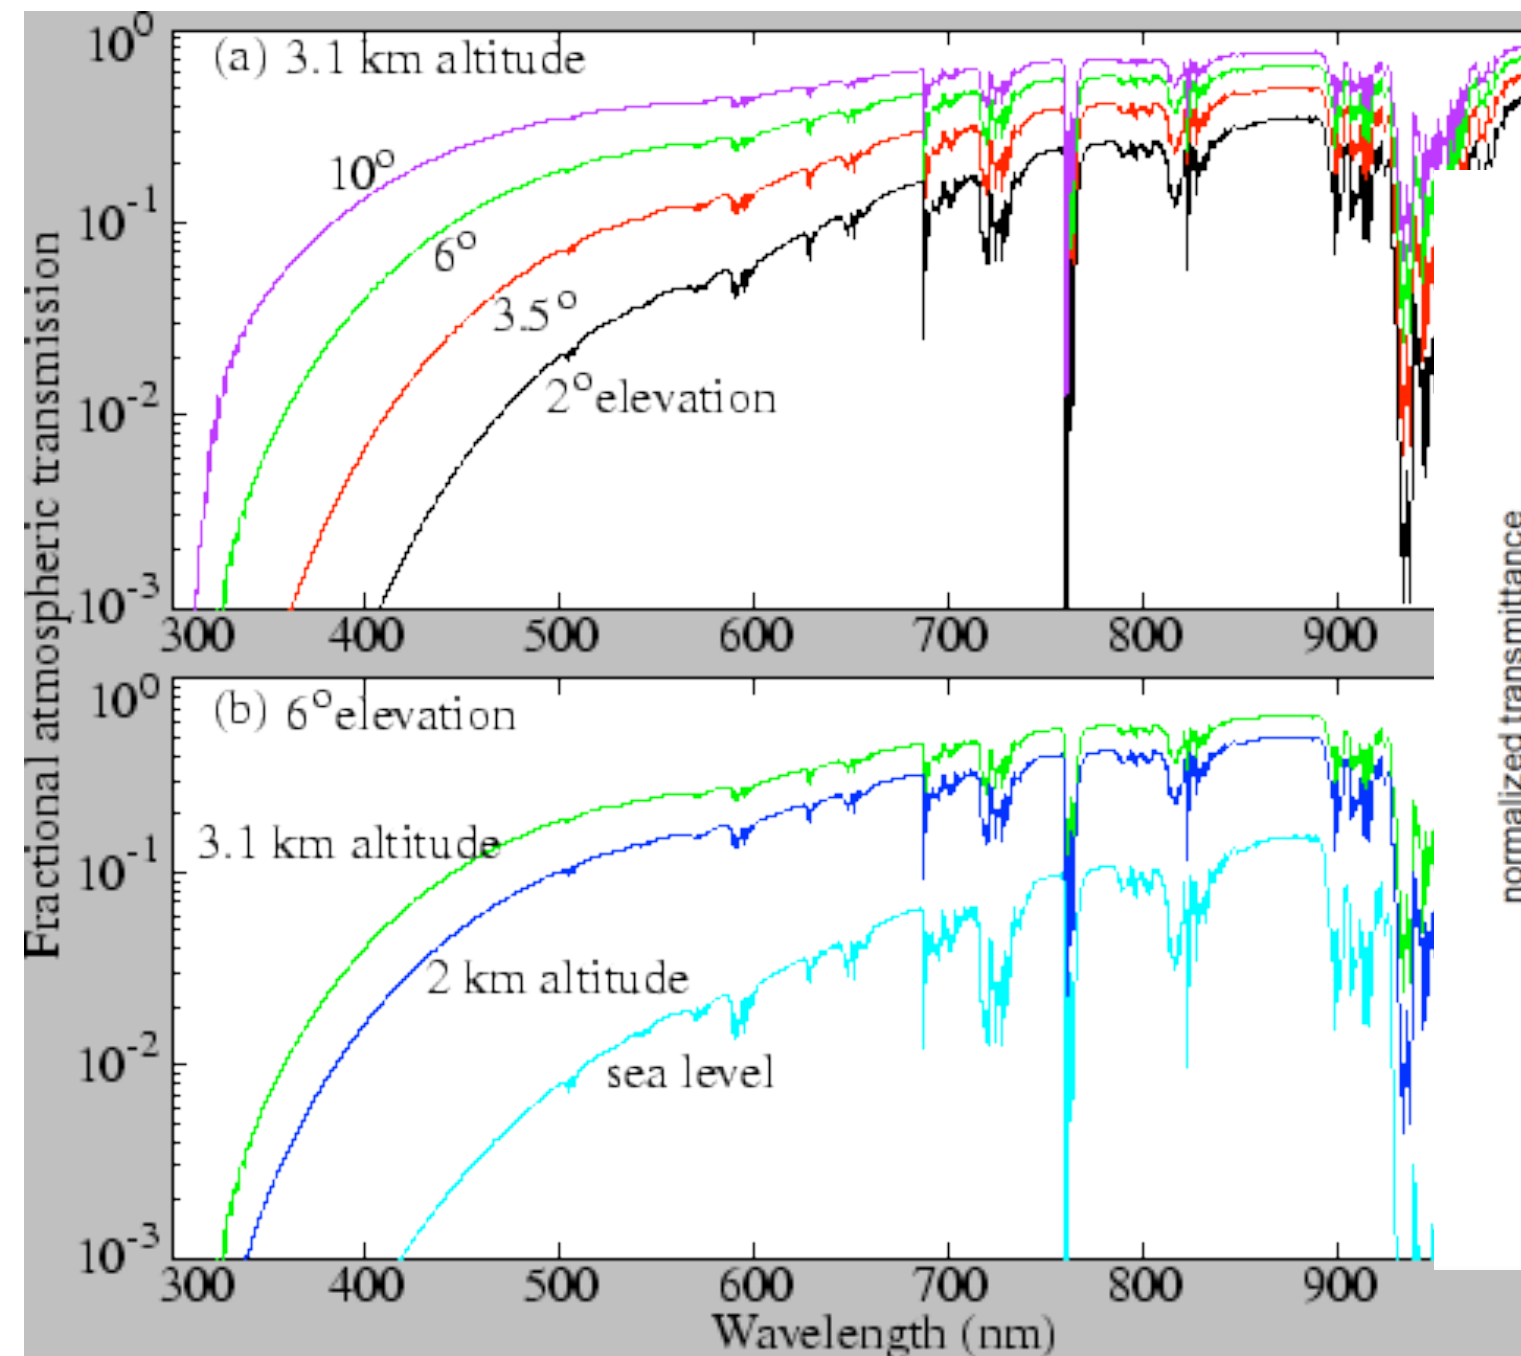 Fractional atmospheric transmission
10⁰
(a) 3.1 km altitude
10°
10⁻¹
6°
3.5°
2° elevation
10⁻²
10⁻³
300 400 500 600 700 800 900
10⁰
(b) 6° elevation
3.1 km altitude
10⁻¹
2 km altitude
10⁻²
sea level
10⁻³
300 400 500 600 700 800 900
Wavelength (nm)
normalized transmittance